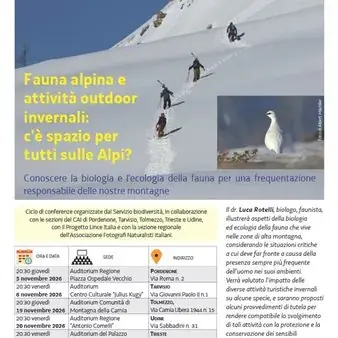 Fauna alpina e
attività outdoor
invernali:
c'è spazio per
tutti sulle Alpi?
Conoscere la biologia e l'ecologia della fauna per una frequentazione
responsabile delle nostre montagne
Ciclo di conferenze organizzate dal Servizio biodiversità, in collaborazione
con le sezioni del CAI di Pordenone, Tarvisio, Tolmezzo, Trieste e Udine,
con il Progetto Lince Italia e con la sezione regionale
dell'Associazione Fotografi Naturalisti Italiani.
ORA E DATA
INDIRIZZO
20:30 giovedì
5 novembre 2026
Auditorium Regione
Piazza Ospedale Vecchio
PORDENONE
Via Roma n. 2
20:30 venerdì
6 novembre 2026
Auditorium
Centro Culturale "Julius Kugy"
TARVISIO
Via Giovanni Paolo II n.1
20:30 giovedì
19 novembre 2026
Auditorium Comunità di
Montagna della Carnia
TOLMEZZO,
Via Carnia Libera 1944 n.15
20:30 venerdì
20 novembre 2026
Auditorium Regione
"Antonio Comelli"
UDINE
Via Sabbadini n. 31
20:30 venerdì
Auditorium del Palazzo
TRIESTE
Il dr. Luca Rotelli, biologo, faunista,
illustrerà aspetti della biologia
ed ecologia della fauna che vive
nelle zone di alta montagna,
considerando le situazioni critiche
a cui deve far fronte a causa della
presenza sempre più frequente
dell'uomo nei suoi ambienti.
Verrà valutato l'impatto delle
diverse attività turistiche invernali
su alcune specie, e saranno proposti
alcuni provvedimenti di tutela per
rendere compatibile lo svolgimento
di tali attività con la protezione e la
conservazione dei sensibili